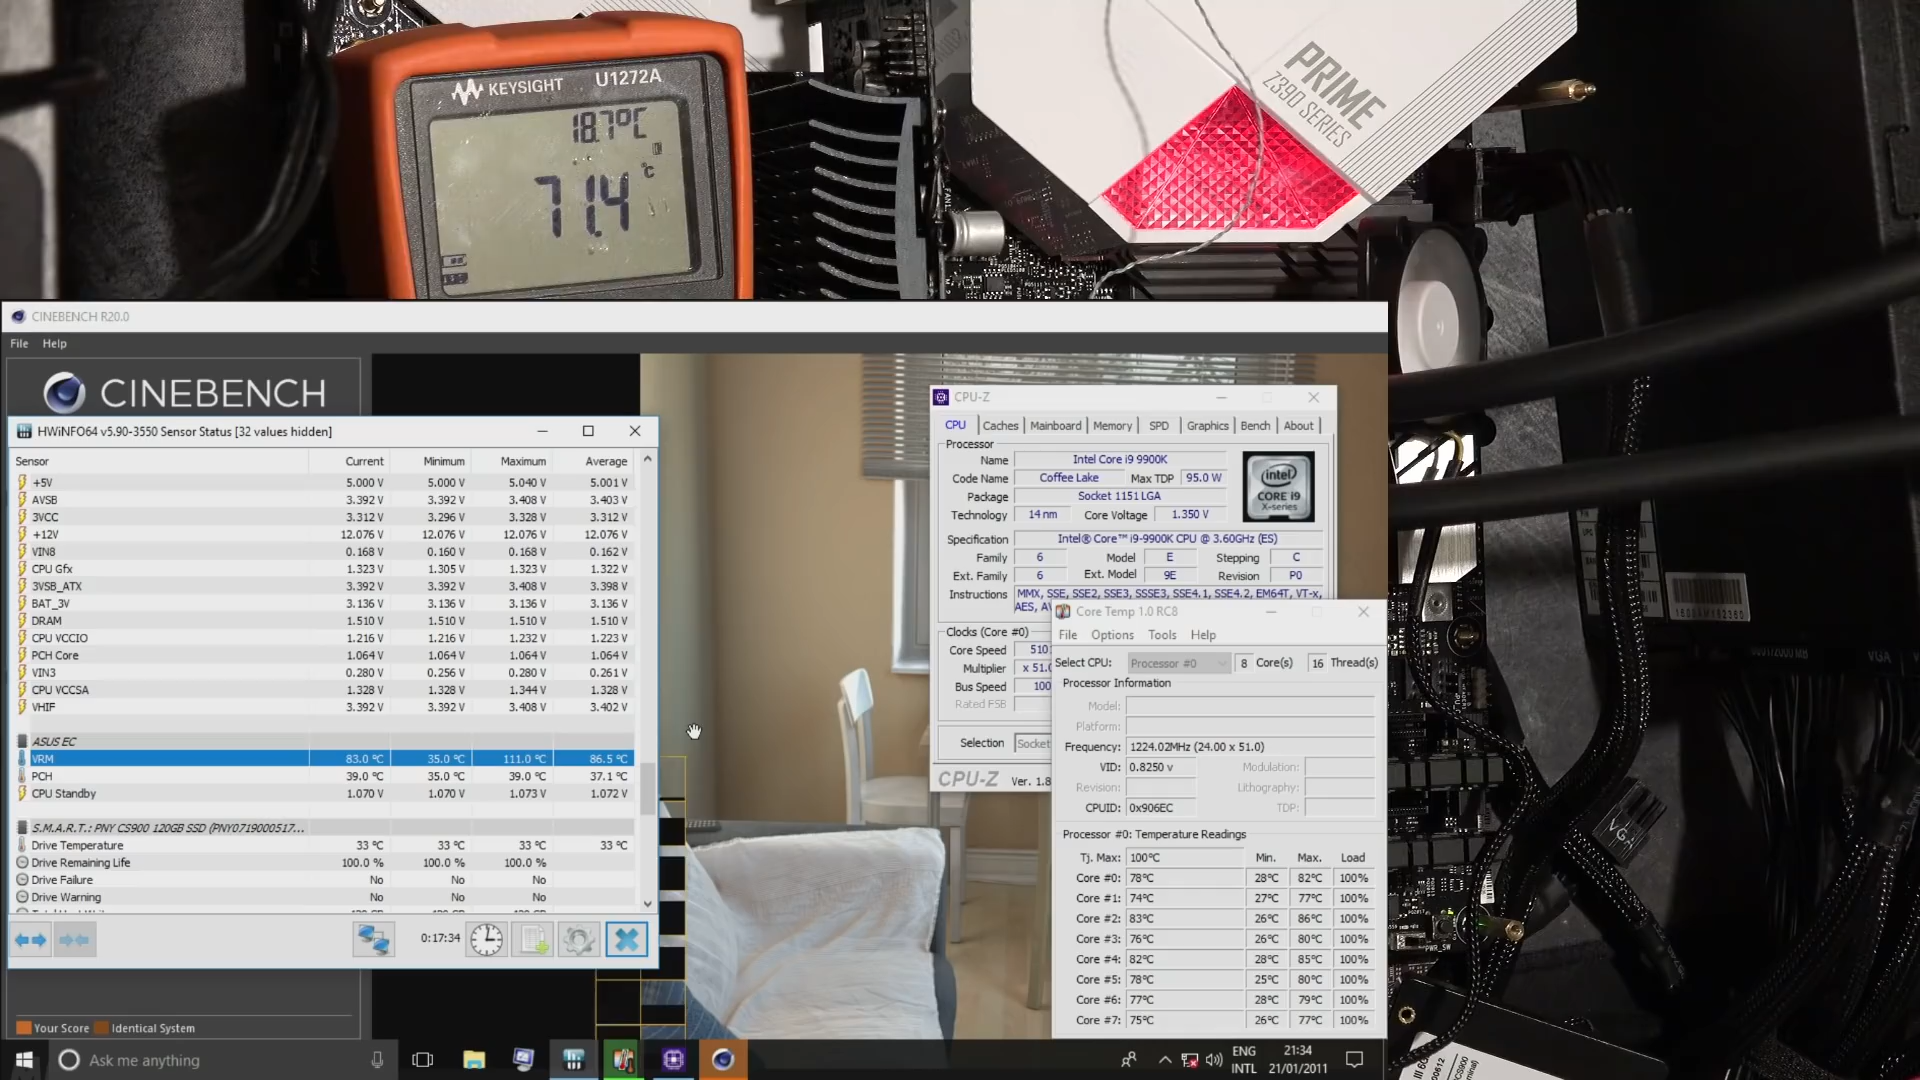 KEYSIGHT U1272A
18.7°C
71.4 °C
PRIME
Z390 SERIES
CINEBENCH R20.0
File Help
CINEBENCH
HWiNFO64 v5.90-3550 Sensor Status [32 values hidden]
Sensor Current Minimum Maximum Average
+5V 5.000 V 5.000 V 5.040 V 5.001 V
AVSB 3.392 V 3.392 V 3.408 V 3.403 V
3VCC 3.312 V 3.296 V 3.328 V 3.312 V
+12V 12.076 V 12.076 V 12.076 V 12.076 V
VIN8 0.168 V 0.160 V 0.168 V 0.162 V
CPU Gfx 1.323 V 1.305 V 1.323 V 1.322 V
3VSB_ATX 3.392 V 3.392 V 3.408 V 3.398 V
BAT_3V 3.136 V 3.136 V 3.136 V 3.136 V
DRAM 1.510 V 1.510 V 1.510 V 1.510 V
CPU VCCIO 1.216 V 1.216 V 1.232 V 1.223 V
PCH Core 1.064 V 1.064 V 1.064 V 1.064 V
VIN3 0.280 V 0.256 V 0.280 V 0.261 V
CPU VCCSA 1.328 V 1.328 V 1.344 V 1.328 V
VHIF 3.392 V 3.392 V 3.408 V 3.402 V
ASUS EC
VRM 83.0 °C 35.0 °C 111.0 °C 86.5 °C
PCH 39.0 °C 35.0 °C 39.0 °C 37.1 °C
CPU Standby 1.070 V 1.070 V 1.073 V 1.072 V
S.M.A.R.T.: PNY CS900 120GB SSD (PNY0719000517...
Drive Temperature 33 °C 33 °C 33 °C 33 °C
Drive Remaining Life 100.0 % 100.0 % 100.0 %
Drive Failure No No No
Drive Warning No No No
0:17:34
Your Score Identical System
CPU-Z
CPU Caches Mainboard Memory SPD Graphics Bench About
Processor
Name Intel Core i9 9900K
Code Name Coffee Lake Max TDP 95.0 W
Package Socket 1151 LGA
Technology 14 nm Core Voltage 1.350 V
intel
CORE i9
X-series
Specification Intel® Core™ i9-9900K CPU @ 3.60GHz (ES)
Family 6 Model E Stepping C
Ext. Family 6 Ext. Model 9E Revision P0
Instructions MMX, SSE, SSE2, SSE3, SSSE3, SSE4.1, SSE4.2, EM64T, VT-x,
AES, AV
Clocks (Core #0)
Core Speed 510
Multiplier x 51.0
Bus Speed 100
Rated FSB
Selection Socket
CPU-Z Ver. 1.8
Core Temp 1.0 RC8
File Options Tools Help
Select CPU: Processor #0 8 Core(s) 16 Thread(s)
Processor Information
Model:
Platform:
Frequency: 1224.02MHz (24.00 x 51.0)
VID: 0.8250 v Modulation:
Revision: Lithography:
CPUID: 0x906EC TDP:
Processor #0: Temperature Readings
Tj. Max: 100°C Min. Max. Load
Core #0: 78°C 28°C 82°C 100%
Core #1: 74°C 27°C 77°C 100%
Core #2: 83°C 26°C 86°C 100%
Core #3: 76°C 26°C 80°C 100%
Core #4: 82°C 28°C 85°C 100%
Core #5: 78°C 25°C 80°C 100%
Core #6: 77°C 28°C 79°C 100%
Core #7: 75°C 26°C 77°C 100%
VGA
VGA
PWR_SW
Ask me anything
ENG
INTL
21:34
21/01/2011